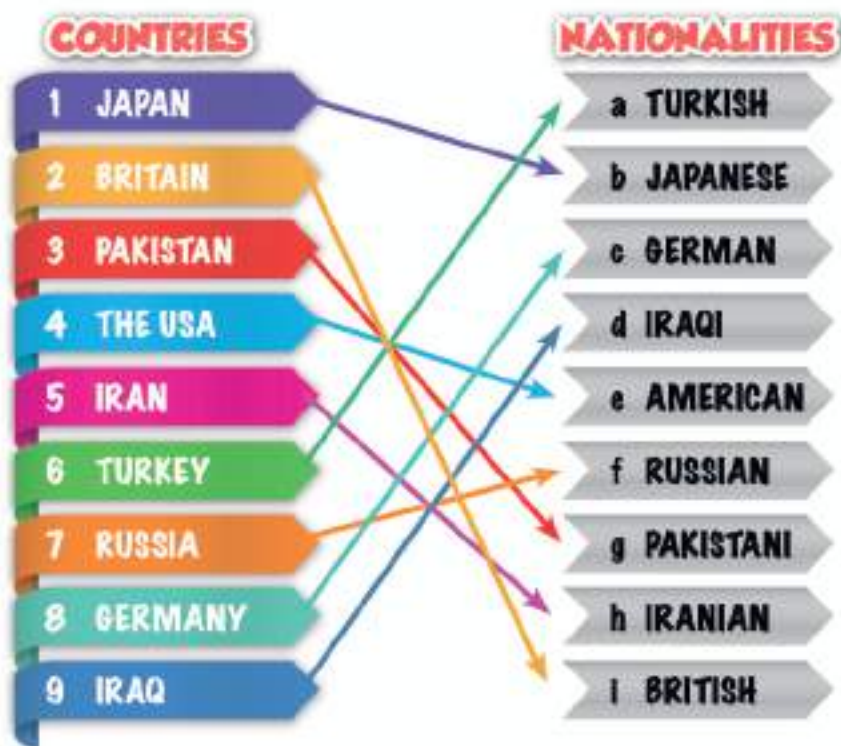 COUNTRIES
1 JAPAN
2 BRITAIN
3 PAKISTAN
4 THE USA
5 IRAN
6 TURKEY
7 RUSSIA
8 GERMANY
9 IRAQ
NATIONALITIES
a TURKISH
b JAPANESE
c GERMAN
d IRAQI
e AMERICAN
f RUSSIAN
g PAKISTANI
h IRANIAN
i BRITISH